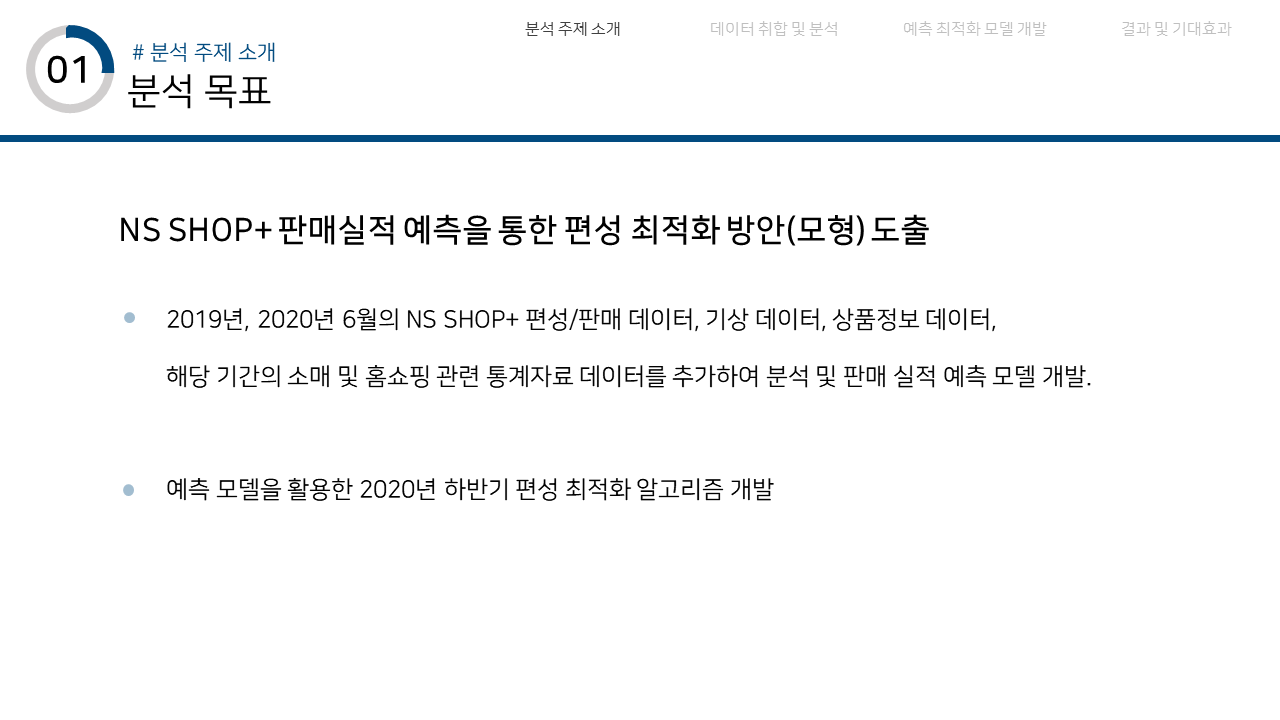 분석 주제 소개
데이터 취합 및 분석
예측 최적화 모델 개발
결과 및 기대효과
01
# 분석 주제 소개
분석 목표
NS SHOP+ 판매실적 예측을 통한 편성 최적화 방안(모형) 도출
2019년, 2020년 6월의 NS SHOP+ 편성/판매 데이터, 기상 데이터, 상품정보 데이터,
해당 기간의 소매 및 홈쇼핑 관련 통계자료 데이터를 추가하여 분석 및 판매 실적 예측 모델 개발.
예측 모델을 활용한 2020년 하반기 편성 최적화 알고리즘 개발